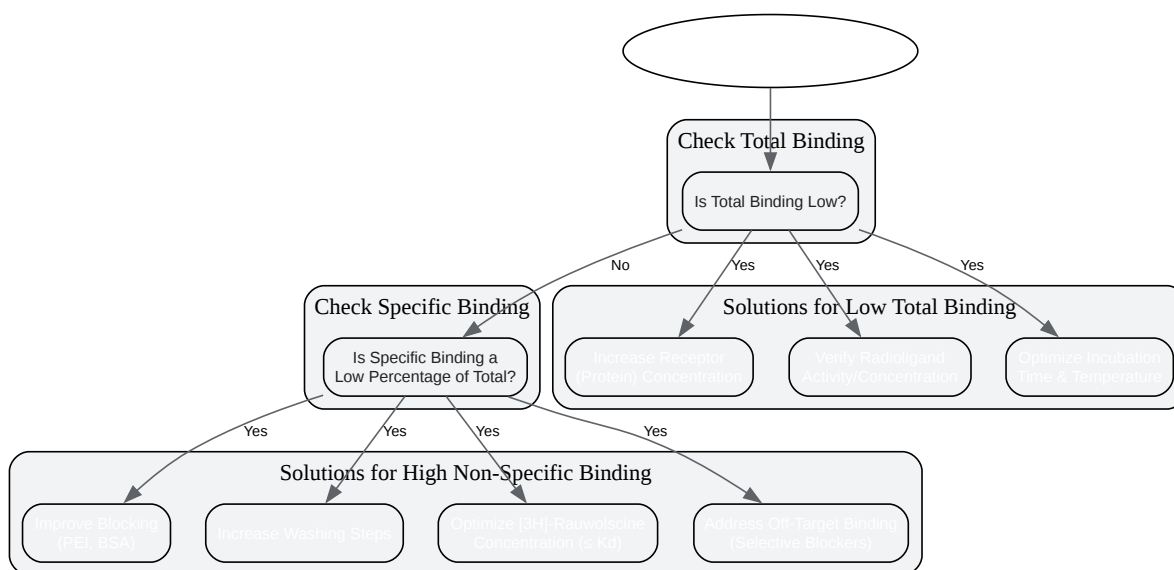 Check Total Binding
Is Total Binding Low?
No
Yes
Yes
Yes
Check Specific Binding
Solutions for Low Total Binding
Is Specific Binding a
Low Percentage of Total?
Increase Receptor
(Protein) Concentration
Verify Radioligand
Activity/Concentration
Optimize Incubation
Time & Temperature
Yes
Yes
Yes
Yes
Solutions for High Non-Specific Binding
Improve Blocking
(PEI, BSA)
Increase Washing Steps
Optimize [3H]-Rauwolscine
Concentration (≤ Kd)
Address Off-Target Binding
(Selective Blockers)